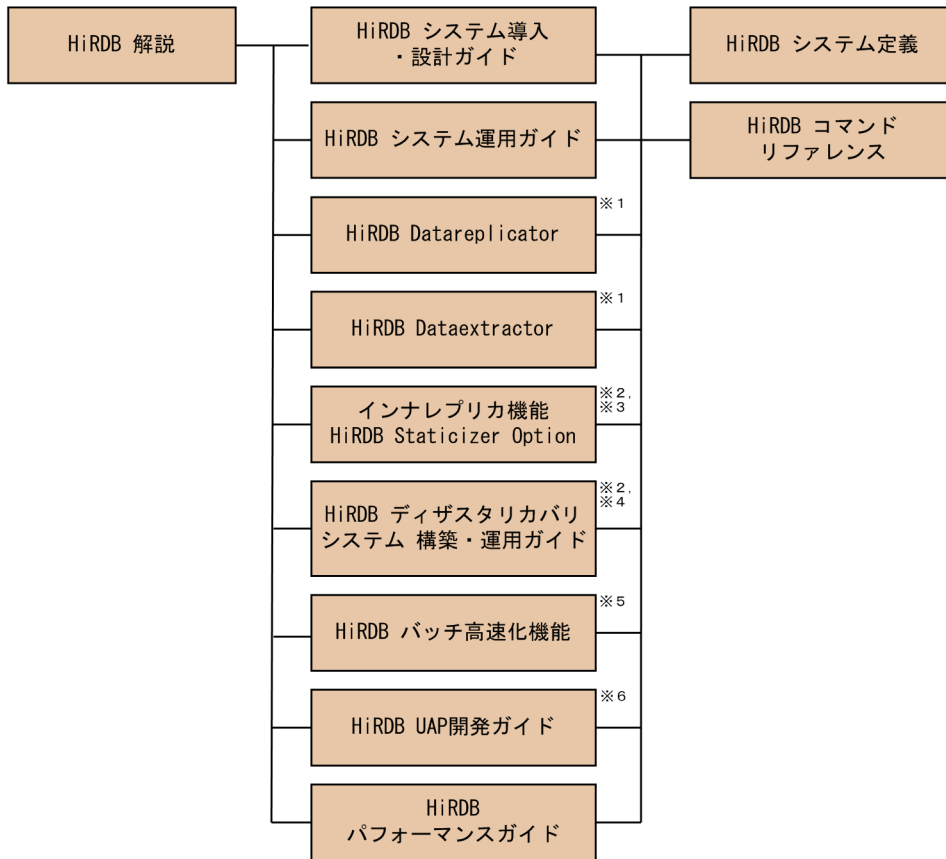 HiRDB 解説
HiRDB システム導入
・設計ガイド
HiRDB システム定義
HiRDB システム運用ガイド
HiRDB コマンド
リファレンス
※1
HiRDB Datareplicator
※1
HiRDB Dataextractor
※2,
※3
インナレプリカ機能
HiRDB Staticizer Option
※2,
※4
HiRDB ディザスタリカバリ
システム 構築・運用ガイド
※5
HiRDB バッチ高速化機能
※6
HiRDB UAP開発ガイド
HiRDB
パフォーマンスガイド